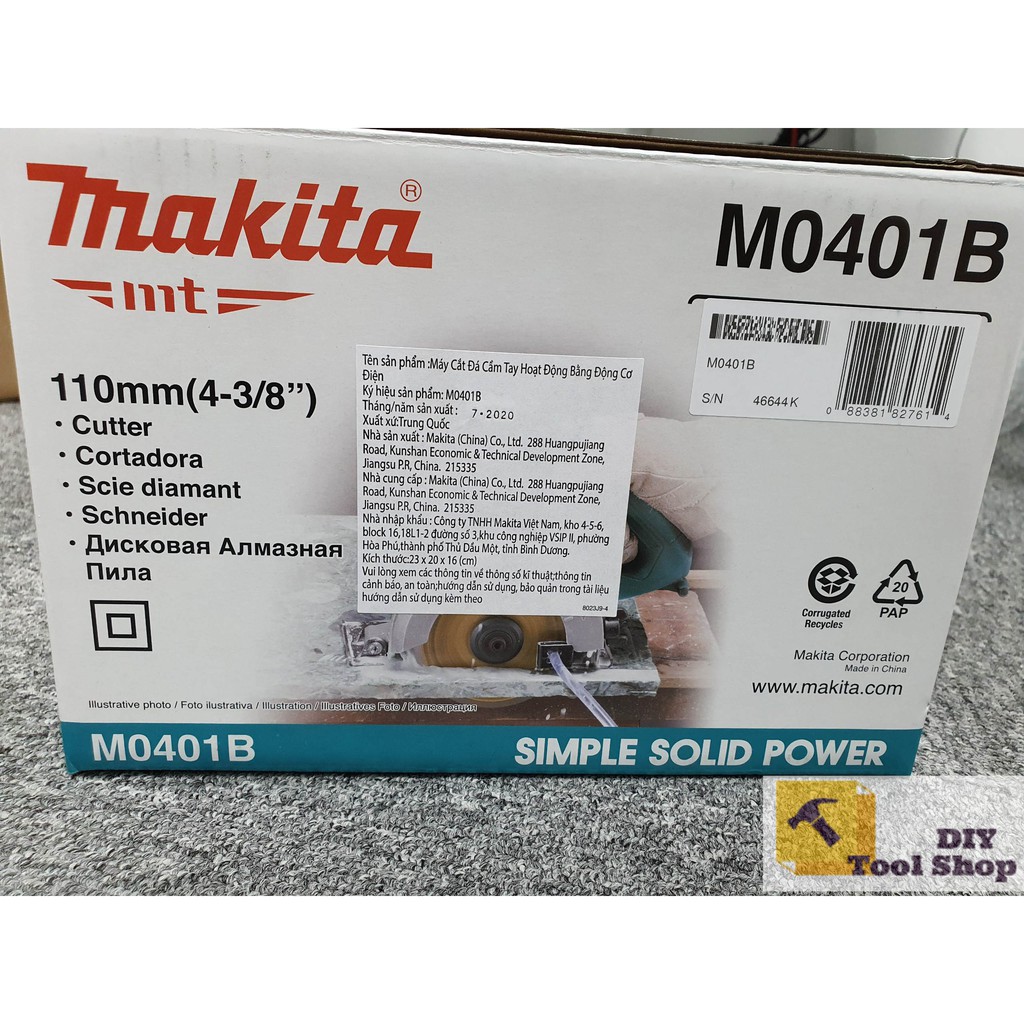 makita®
mt
M0401B
M0401B
S/N 46644 K
0 88381 82761 4
110mm(4-3/8”)
· Cutter
· Cortadora
· Scie diamant
· Schneider
· Дисковая Алмазная
Пила
Tên sản phẩm :Máy Cắt Đá Cầm Tay Hoạt Động Bằng Động Cơ
Điện
Ký hiệu sản phẩm: M0401B
Tháng/năm sản xuất : 7 · 2020
Xuất xứ:Trung Quốc
Nhà sản xuất : Makita (China) Co., Ltd. 288 Huangpujiang
Road, Kunshan Economic & Technical Development Zone,
Jiangsu P.R, China. 215335
Nhà cung cấp : Makita (China) Co., Ltd. 288 Huangpujiang
Road, Kunshan Economic & Technical Development Zone,
Jiangsu P.R, China. 215335
Nhà nhập khẩu : Công ty TNHH Makita Việt Nam, kho 4-5-6,
block 16,18L1-2 đường số 3,khu công nghiệp VSIP II, phường
Hòa Phú,thành phố Thủ Dầu Một, tỉnh Bình Dương.
Kích thước:23 x 20 x 16 (cm)
Vui lòng xem các thông tin về thông số kĩ thuật;thông tin
cảnh báo, an toàn;hướng dẫn sử dụng, bảo quản trong tài liệu
hướng dẫn sử dụng kèm theo
8023J9-4
Corrugated
Recycles
20
PAP
Makita Corporation
Made in China
www.makita.com
Illustrative photo / Foto ilustrativa / Illustration / Illustratives Foto / Иллюстрация
M0401B
SIMPLE SOLID POWER
DIY
Tool Shop